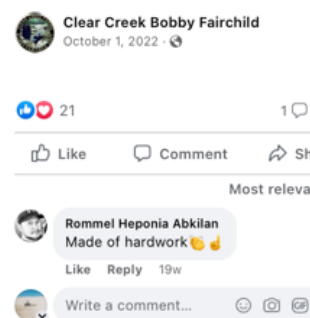 Clear Creek Bobby Fairchild
October 1, 2022 ·
21
1
Like
Comment
Sh
Most releva
Rommel Heponia Abkilan
Made of hardwork👏☝️
Like Reply 19w
Write a comment...
GIF